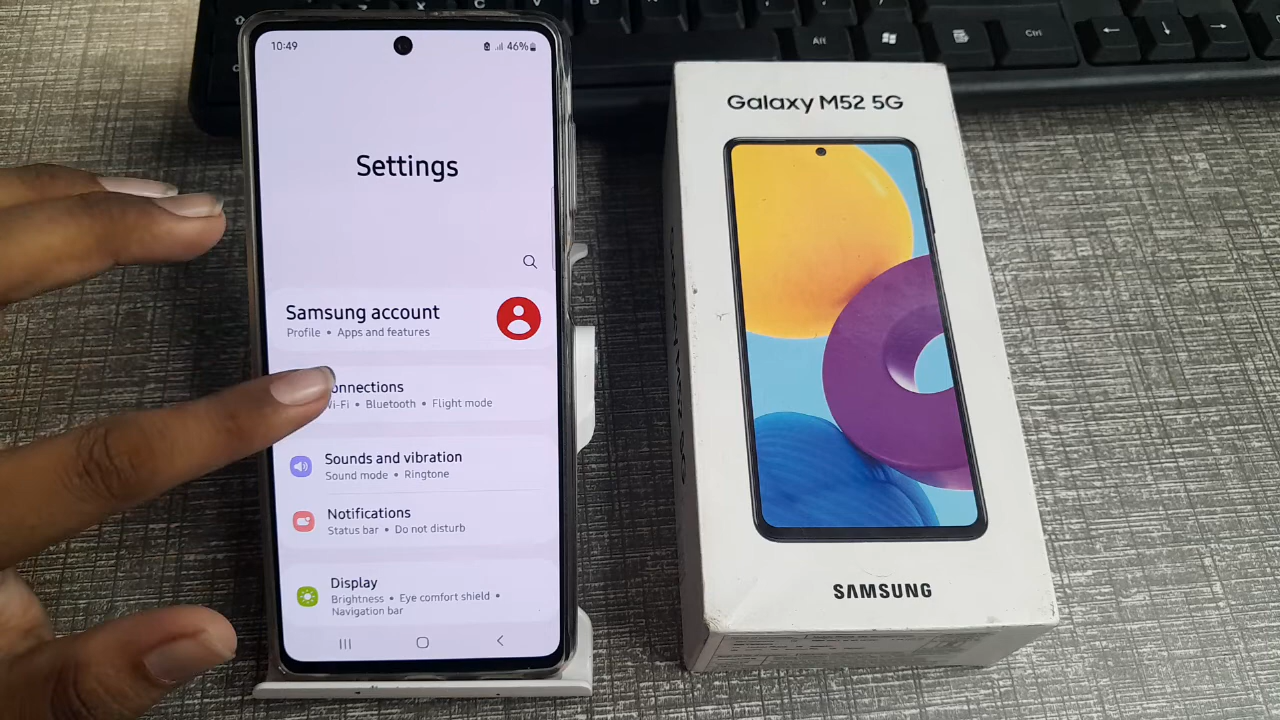 10:49
46%
Settings
Samsung account
Profile • Apps and features
onnections
Wi-Fi • Bluetooth • Flight mode
Sounds and vibration
Sound mode • Ringtone
Notifications
Status bar • Do not disturb
Display
Brightness • Eye comfort shield •
Navigation bar
Galaxy M52 5G
SAMSUNG
Alt
Ctrl